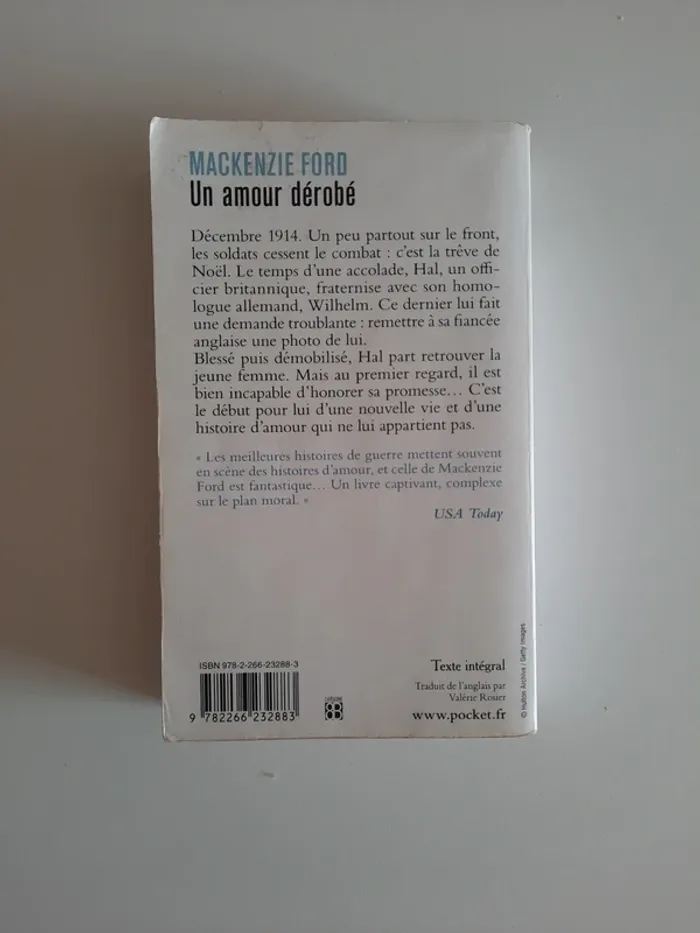 MACKENZIE FORD
Un amour dérobé
Décembre 1914. Un peu partout sur le front,
les soldats cessent le combat : c'est la trêve de
Noël. Le temps d'une accolade, Hal, un offi-
cier britannique, fraternise avec son homo-
logue allemand, Wilhelm. Ce dernier lui fait
une demande troublante : remettre à sa fiancée
anglaise une photo de lui.
Blessé puis démobilisé, Hal part retrouver la
jeune femme. Mais au premier regard, il est
bien incapable d'honorer sa promesse... C'est
le début pour lui d'une nouvelle vie et d'une
histoire d'amour qui ne lui appartient pas.
« Les meilleures histoires de guerre mettent souvent
en scène des histoires d'amour, et celle de Mackenzie
Ford est fantastique... Un livre captivant, complexe
sur le plan moral. »
USA Today
ISBN 978-2-266-23288-3
9 782266 232883
Texte intégral
Traduit de l'anglais par
Valérie Rosier
www.pocket.fr
© Hulton Archive / Getty Images